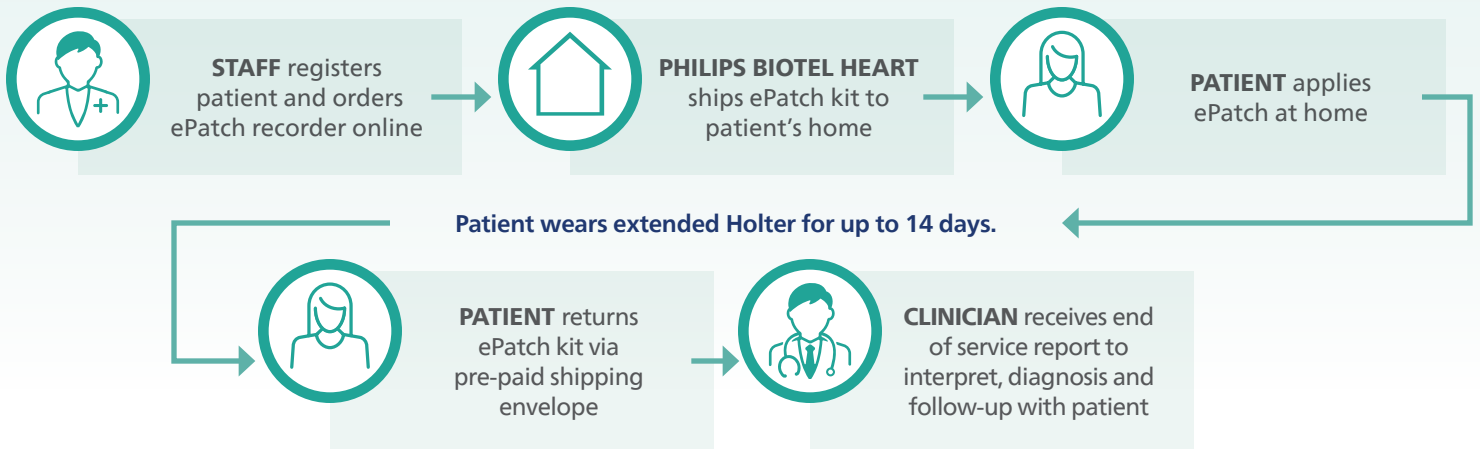 STAFF registers
patient and orders
ePatch recorder online
PHILIPS BIOTEL HEART
ships ePatch kit to
patient's home
PATIENT applies
ePatch at home
Patient wears extended Holter for up to 14 days.
PATIENT returns
ePatch kit via
pre-paid shipping
envelope
CLINICIAN receives end
of service report to
interpret, diagnosis and
follow-up with patient